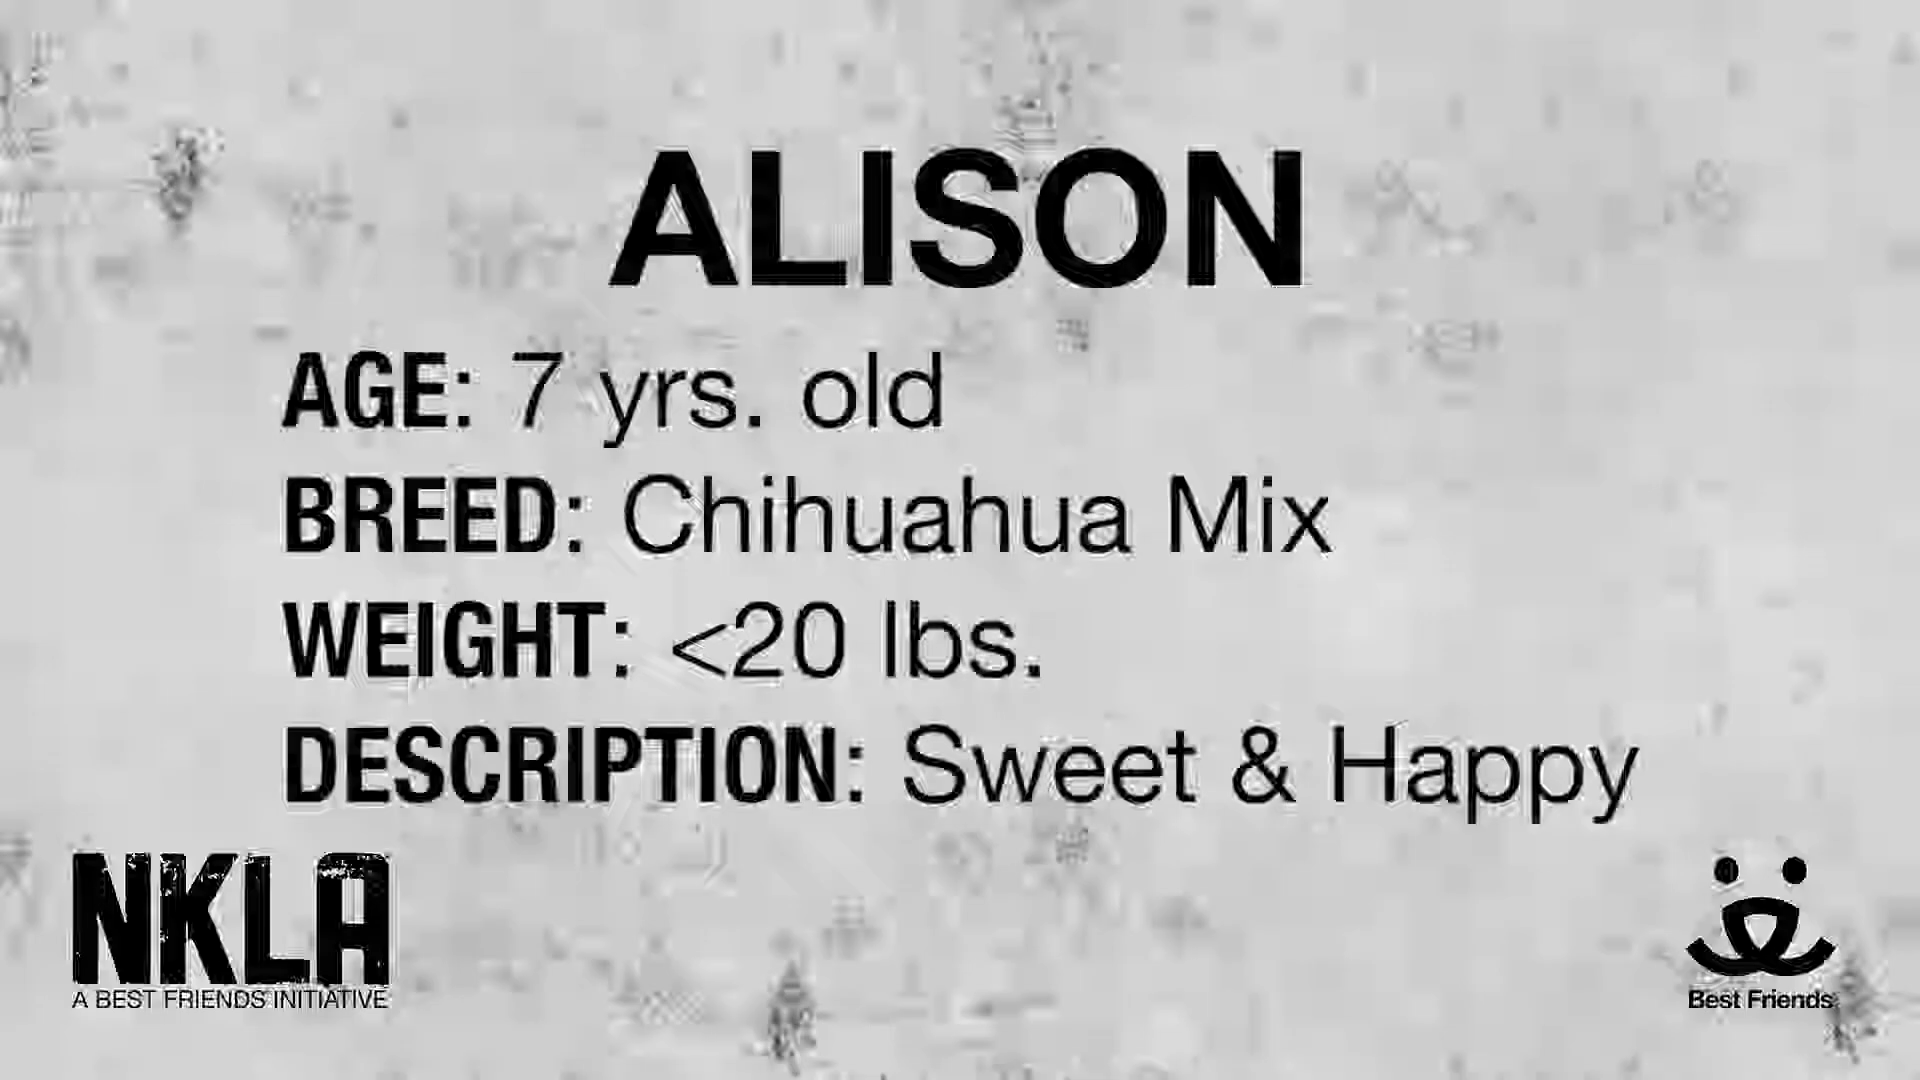 ALISON
AGE: 7 yrs. old
BREED: Chihuahua Mix
WEIGHT: <20 lbs.
DESCRIPTION: Sweet & Happy
NKLA
A BEST FRIENDS INITIATIVE
Best Friends